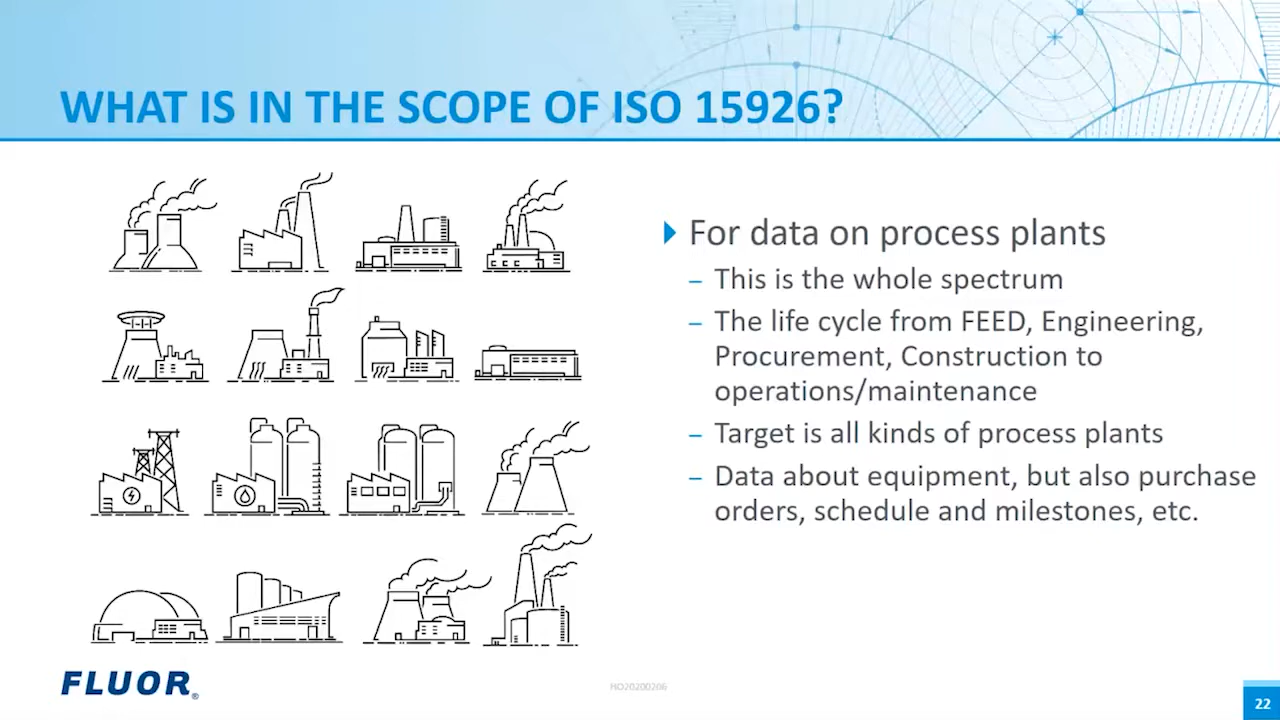 WHAT IS IN THE SCOPE OF ISO 15926?
For data on process plants
– This is the whole spectrum
– The life cycle from FEED, Engineering,
Procurement, Construction to
operations/maintenance
– Target is all kinds of process plants
– Data about equipment, but also purchase
orders, schedule and milestones, etc.
FLUOR®
HO20200206
22